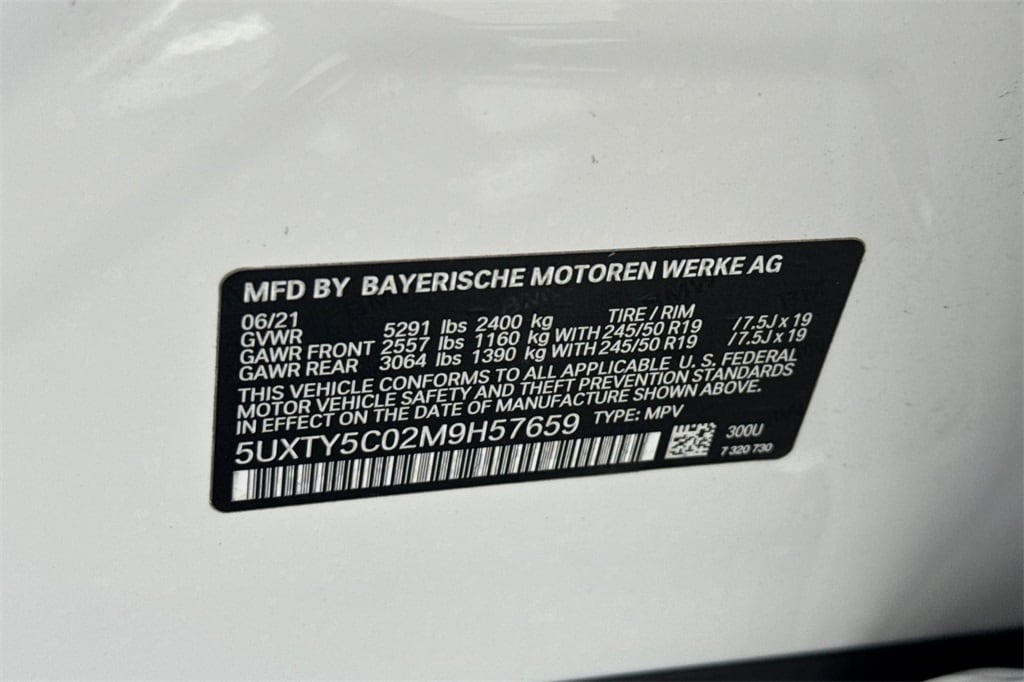 MFD BY BAYERISCHE MOTOREN WERKE AG
06/21 TIRE / RIM
GVWR 5291 lbs 2400 kg
GAWR FRONT 2557 lbs 1160 kg WITH 245/50 R19 / 7.5J x 19
GAWR REAR 3064 lbs 1390 kg WITH 245/50 R19 / 7.5J x 19
THIS VEHICLE CONFORMS TO ALL APPLICABLE U. S. FEDERAL
MOTOR VEHICLE SAFETY AND THEFT PREVENTION STANDARDS
IN EFFECT ON THE DATE OF MANUFACTURE SHOWN ABOVE.
5UXTY5C02M9H57659 TYPE: MPV
300U
7 320 730